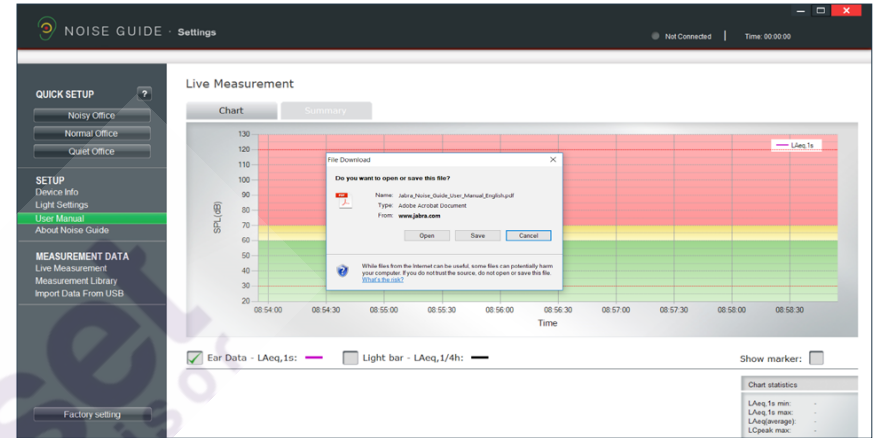 NOISE GUIDE · Settings
Not Connected | Time: 00:00:00
QUICK SETUP ?
Noisy Office
Normal Office
Quiet Office
SETUP
Device Info
Light Settings
User Manual
About Noise Guide
MEASUREMENT DATA
Live Measurement
Measurement Library
Import Data From USB
Factory setting
Live Measurement
Chart Summary
130
120
110
100
90
80
70
60
50
40
30
20
SPL(dB)
LAeq,1s
08:54:00 08:54:30 08:55:00 08:55:30 08:56:00 08:56:30 08:57:00 08:57:30 08:58:00 08:58:30
Time
File Download
Do you want to open or save this file?
Name: Jabra_Noise_Guide_User_Manual_English.pdf
Type: Adobe Acrobat Document
From: www.jabra.com
Open Save Cancel
While files from the Internet can be useful, some files can potentially harm
your computer. If you do not trust the source, do not open or save this file.
What's the risk?
Ear Data - LAeq,1s: Light bar - LAeq,1/4h: Show marker:
Chart statistics
LAeq,1s min: -
LAeq,1s max: -
LAeq(average): -
LCpeak max: -